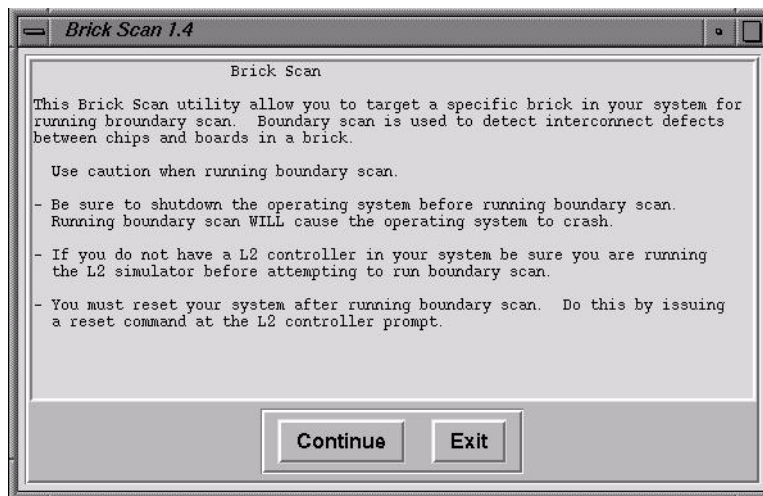 Brick Scan 1.4
Brick Scan
This Brick Scan utility allow you to target a specific brick in your system for
running broundary scan.  Boundary scan is used to detect interconnect defects
between chips and boards in a brick.
Use caution when running boundary scan.
- Be sure to shutdown the operating system before running boundary scan.
Running boundary scan WILL cause the operating system to crash.
- If you do not have a L2 controller in your system be sure you are running
the L2 simulator before attempting to run boundary scan.
- You must reset your system after running boundary scan.  Do this by issuing
a reset command at the L2 controller prompt.
Continue
Exit